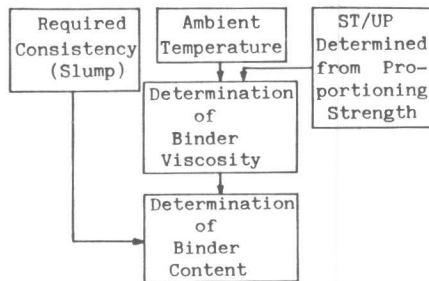 Required
Consistency
(Slump)
Ambient
Temperature
ST/UP
Determined
from Pro-
portioning
Strength
Determination
of
Binder
Viscosity
Determination
of
Binder
Content